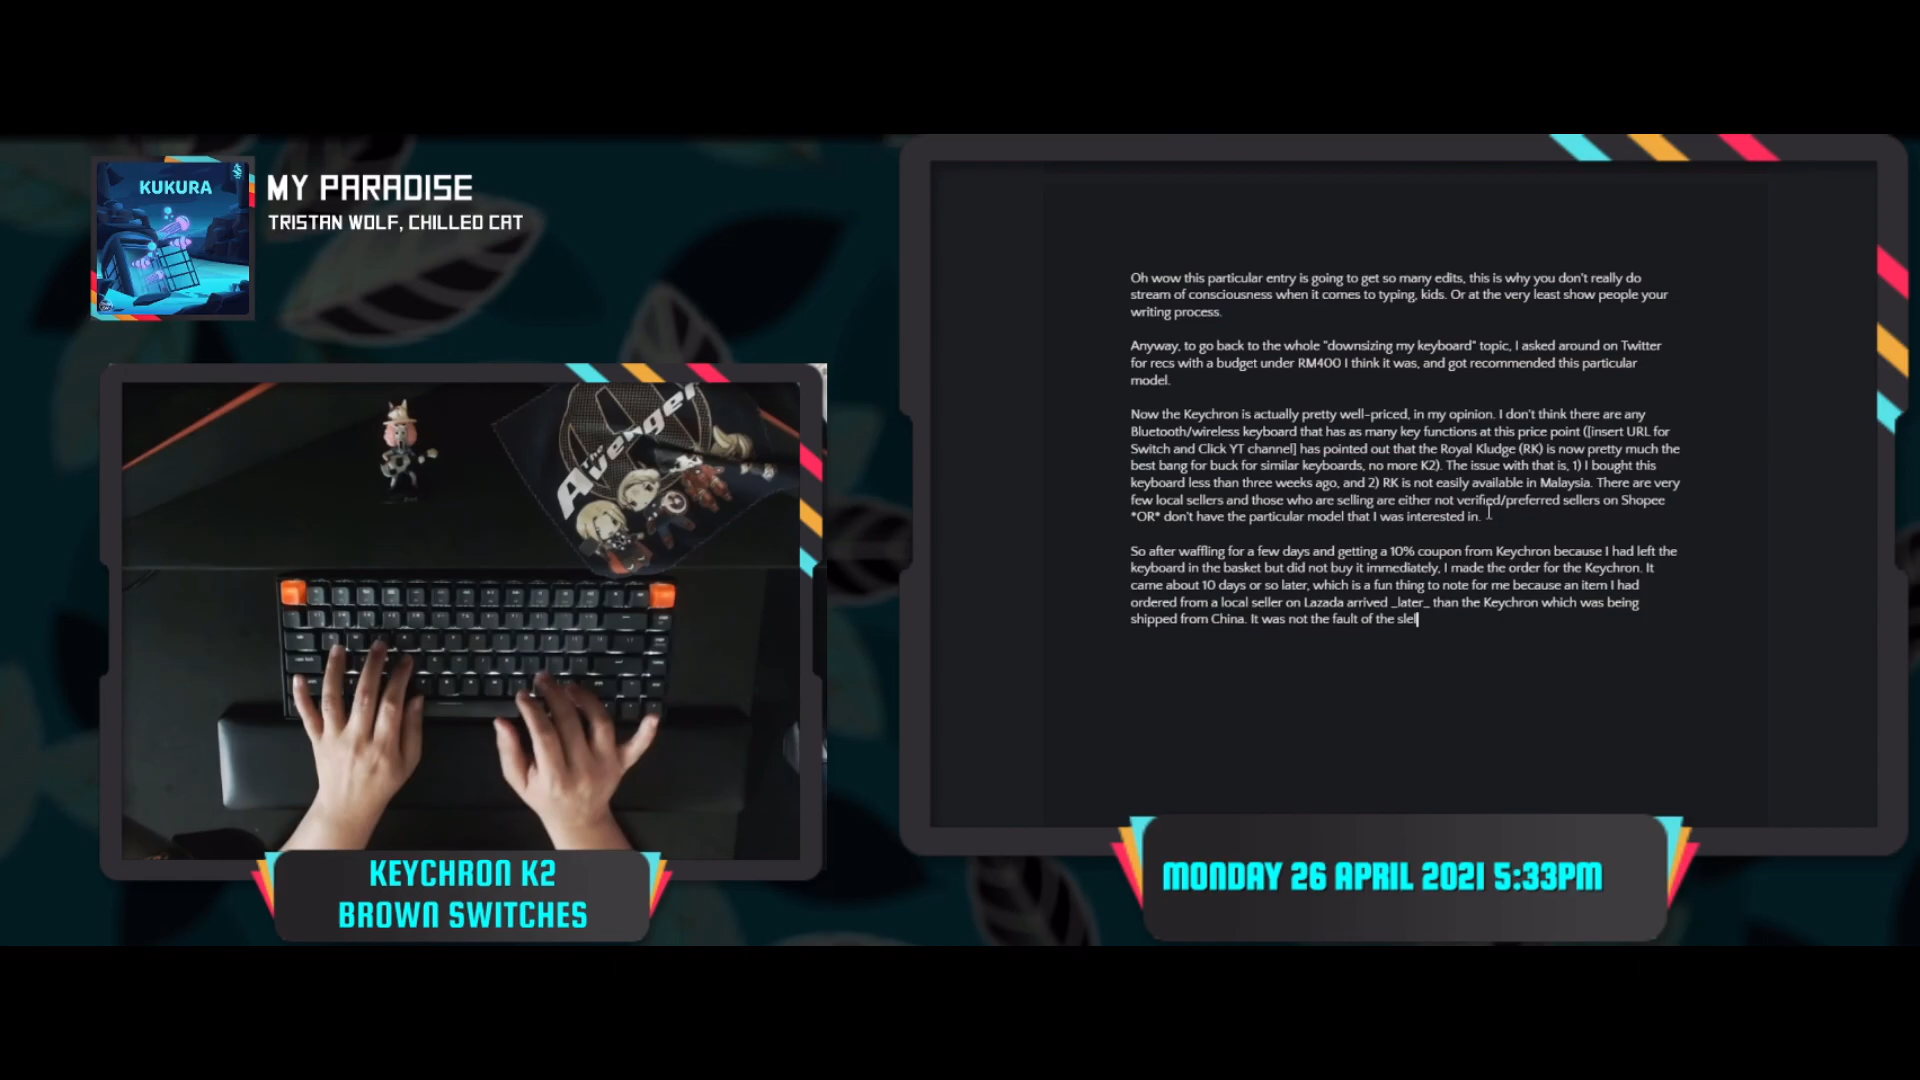 KUKURA
MY PARADISE
TRISTAN WOLF, CHILLED CAT
The
Avenger
KEYCHRON K2
BROWN SWITCHES
Oh wow this particular entry is going to get so many edits, this is why you don't really do
stream of consciousness when it comes to typing, kids. Or at the very least show people your
writing process.
Anyway, to go back to the whole "downsizing my keyboard" topic, I asked around on Twitter
for recs with a budget under RM400 I think it was, and got recommended this particular
model.
Now the Keychron is actually pretty well-priced, in my opinion. I don't think there are any
Bluetooth/wireless keyboard that has as many key functions at this price point ([insert URL for
Switch and Click YT channel] has pointed out that the Royal Kludge (RK) is now pretty much the
best bang for buck for similar keyboards, no more K2). The issue with that is, 1) I bought this
keyboard less than three weeks ago, and 2) RK is not easily available in Malaysia. There are very
few local sellers and those who are selling are either not verified/preferred sellers on Shopee
*OR* don't have the particular model that I was interested in.
So after waffling for a few days and getting a 10% coupon from Keychron because I had left the
keyboard in the basket but did not buy it immediately, I made the order for the Keychron. It
came about 10 days or so later, which is a fun thing to note for me because an item I had
ordered from a local seller on Lazada arrived _later_ than the Keychron which was being
shipped from China. It was not the fault of the slel
MONDAY 26 APRIL 2021 5:33PM